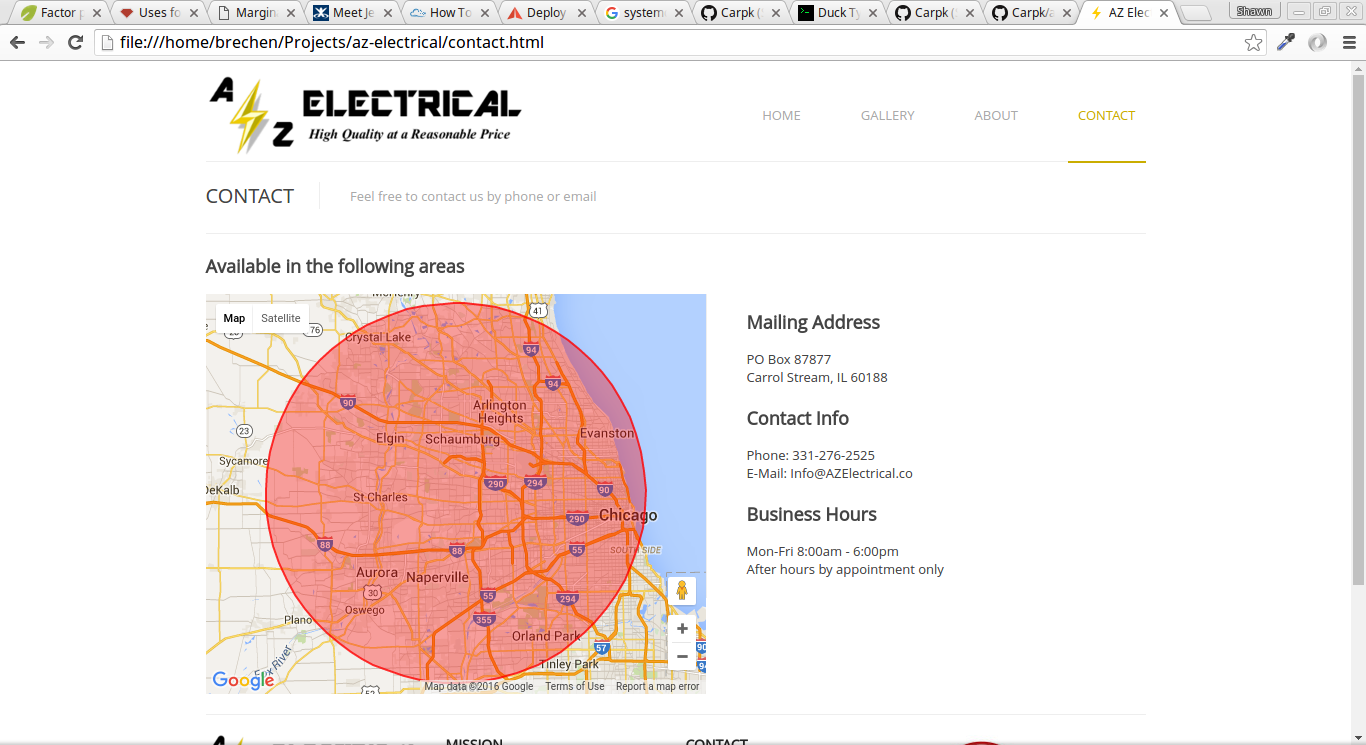 Factor p
Uses fo
Margin
Meet Je
How To
Deploy
system
Carpk (
Duck Ty
Carpk (
Carpk/a
AZ Elec
Shawn
file:///home/brechen/Projects/az-electrical/contact.html
A Z ELECTRICAL
High Quality at a Reasonable Price
HOME
GALLERY
ABOUT
CONTACT
CONTACT
Feel free to contact us by phone or email
Available in the following areas
McHenry
Map
Satellite
76
41
Crystal Lake
94
94
90
Arlington
Heights
23
Elgin
Schaumburg
Evanston
Sycamore
DeKalb
St Charles
290
294
90
290
Chicago
88
88
55
SOUTH SIDE
Aurora
Naperville
30
55
294
Oswego
Plano
355
Orland Park
57
Tinley Park
90
94
Fox River
52
Google
Map data ©2016 Google
Terms of Use
Report a map error
Mailing Address
PO Box 87877
Carrol Stream, IL 60188
Contact Info
Phone: 331-276-2525
E-Mail: Info@AZElectrical.co
Business Hours
Mon-Fri 8:00am - 6:00pm
After hours by appointment only
MISSION
CONTACT